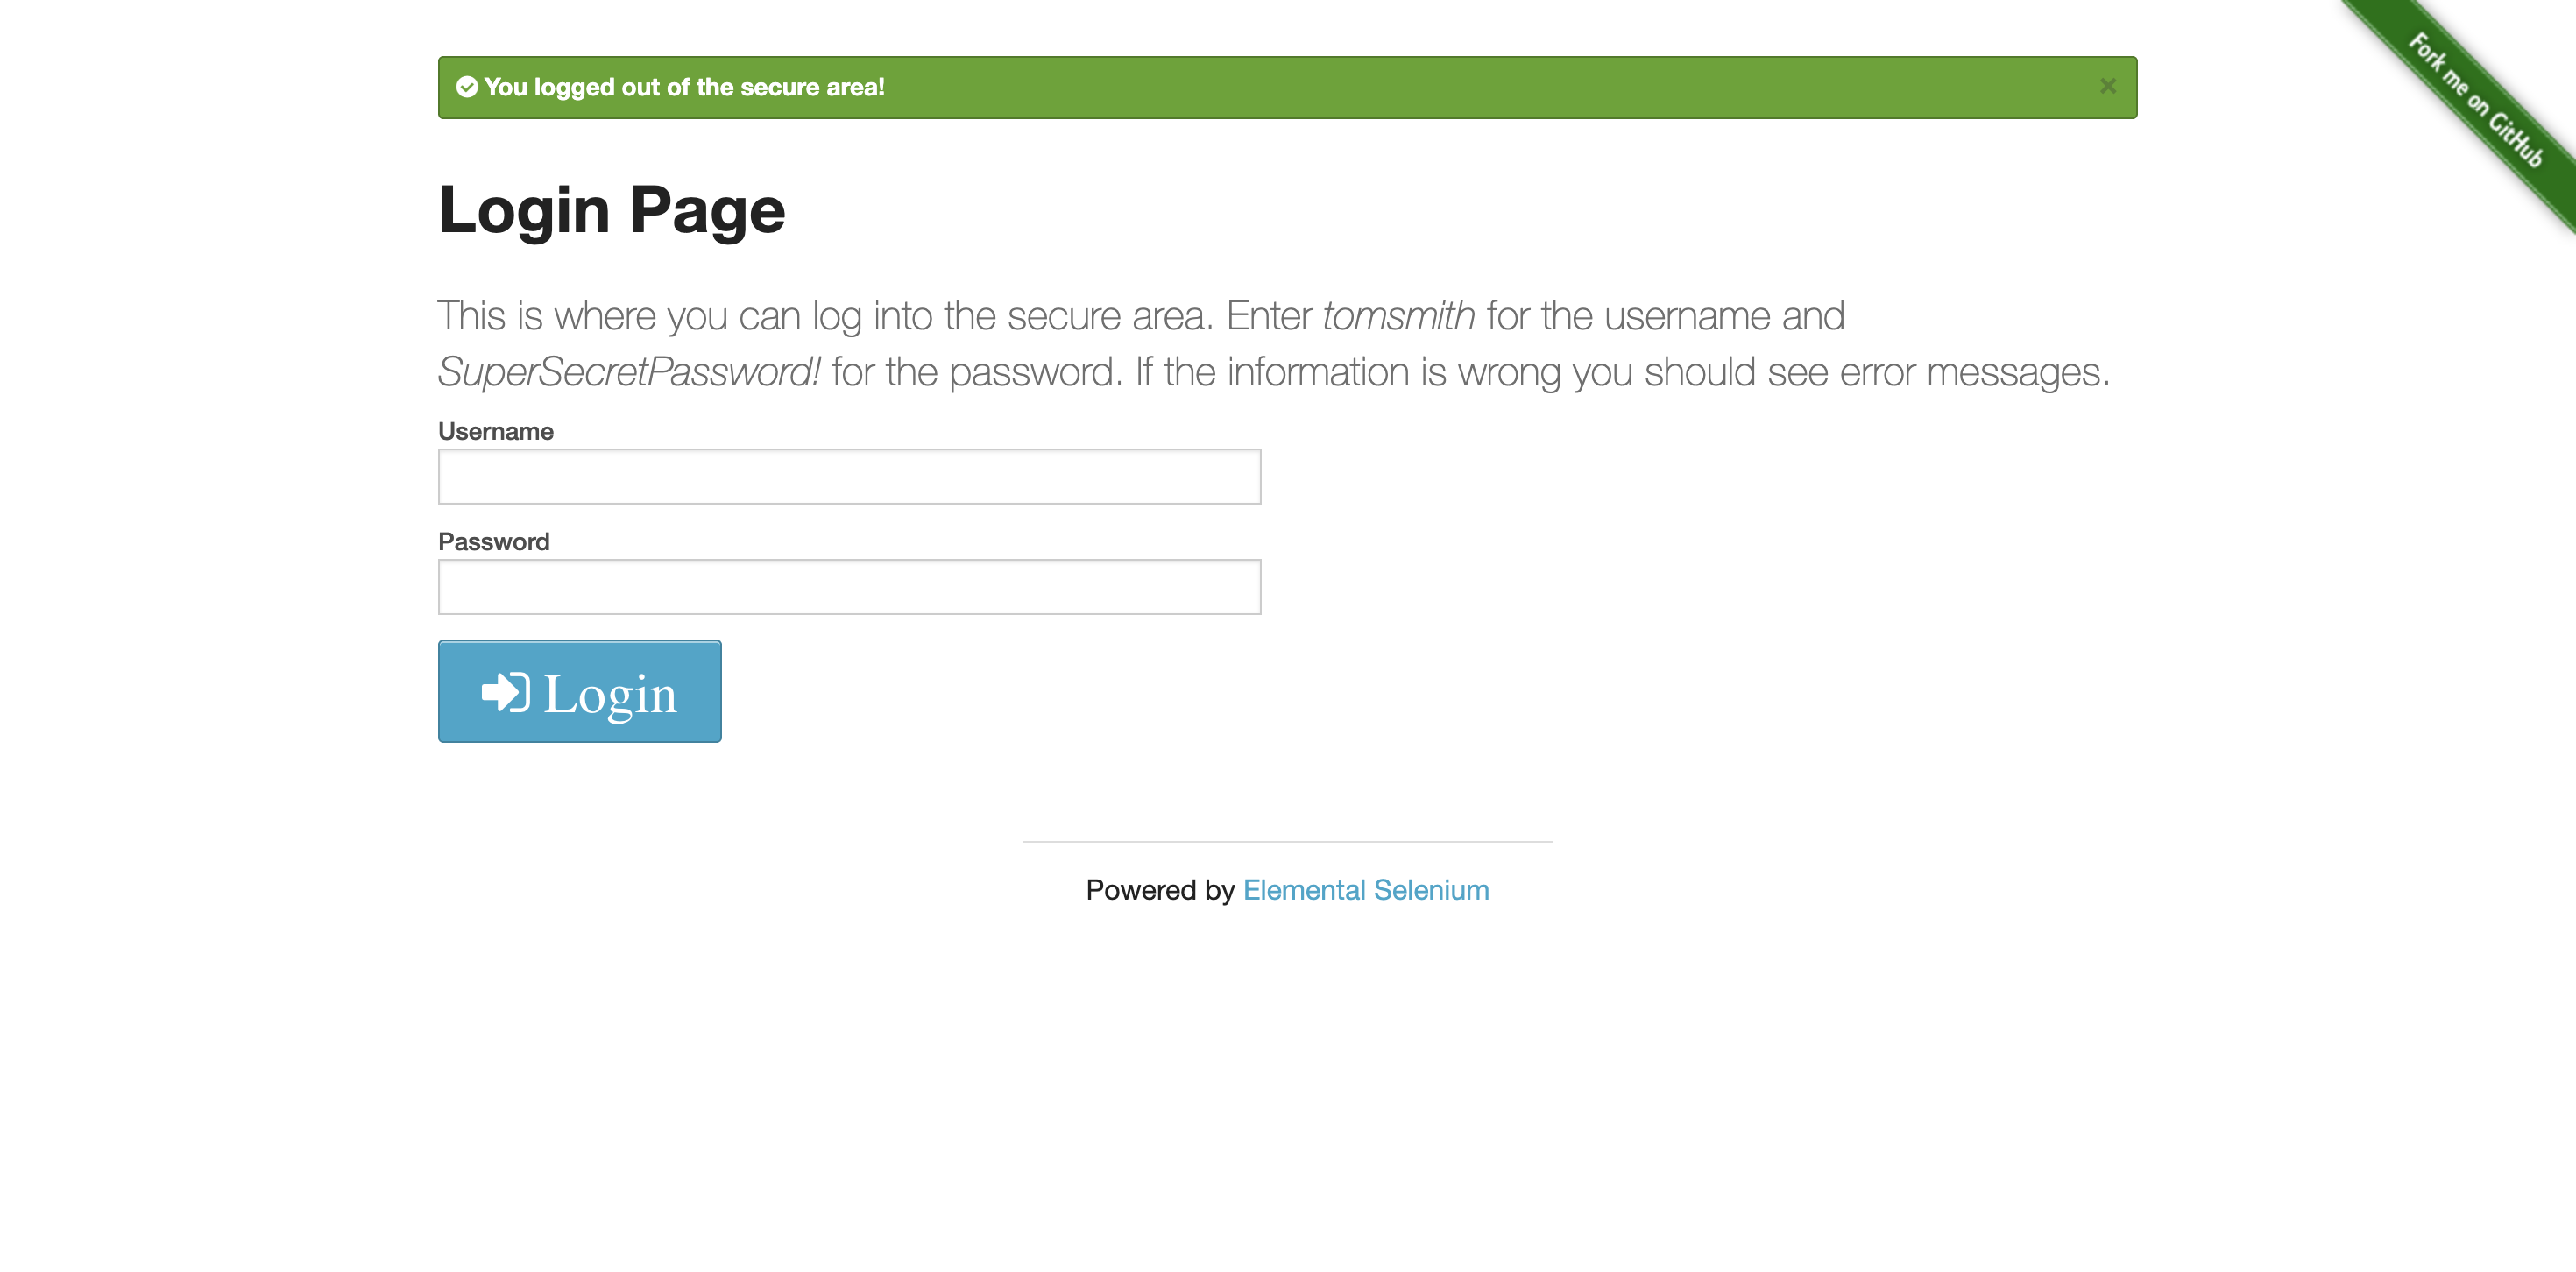 You logged out of the secure area! ×
Fork me on GitHub
Login Page
This is where you can log into the secure area. Enter tomsmith for the username and
SuperSecretPassword! for the password. If the information is wrong you should see error messages.
Username
Password
Login
Powered by Elemental Selenium